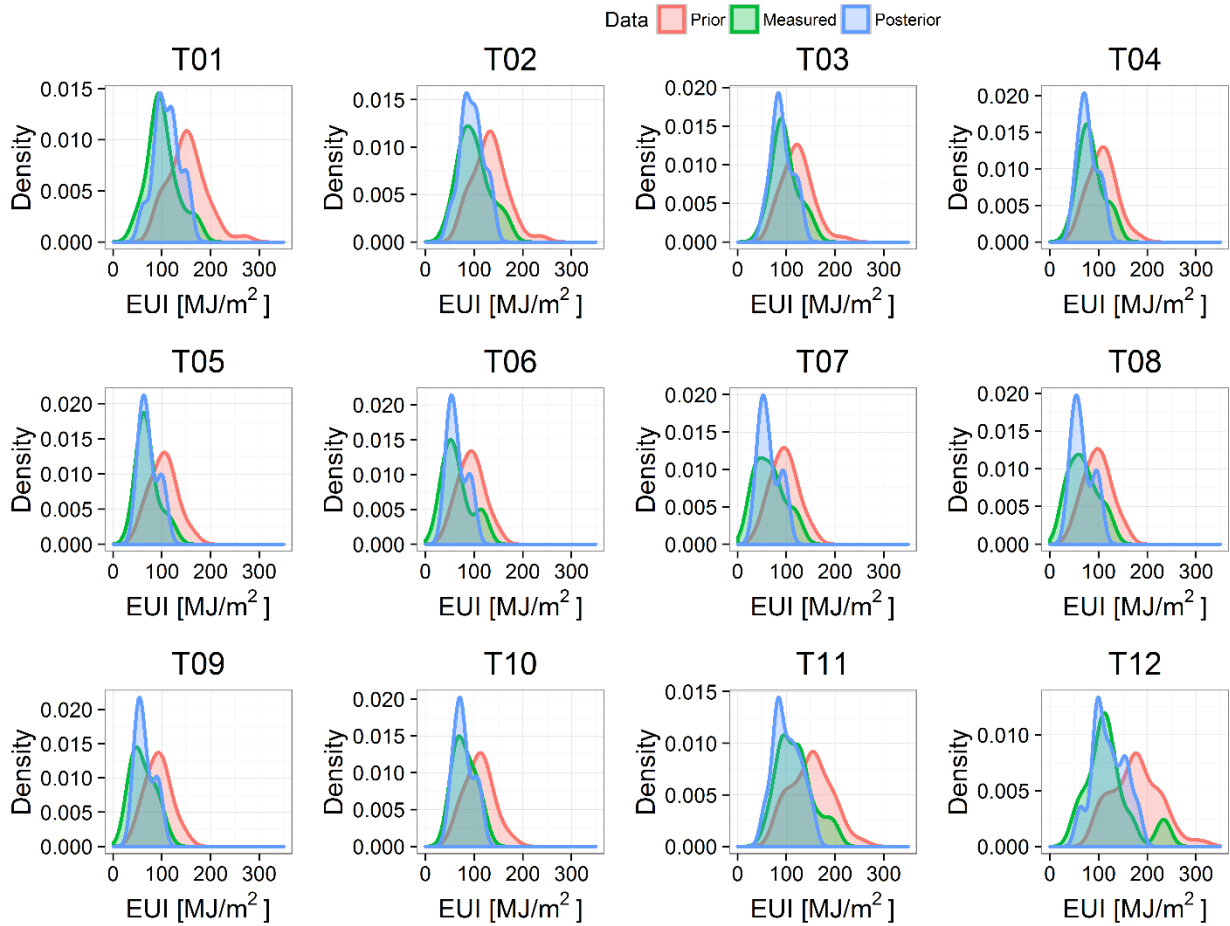 Data Prior Measured Posterior
T01 T02 T03 T04
0.015 0.015 0.020 0.020
0.015 0.015
0.010 0.010
0.010 0.010
0.005 0.005 0.005 0.005
0.000 0.000 0.000 0.000
Density Density Density Density
0 100 200 300 0 100 200 300 0 100 200 300 0 100 200 300
EUI [MJ/m² ] EUI [MJ/m² ] EUI [MJ/m² ] EUI [MJ/m² ]
T05 T06 T07 T08
0.020 0.020 0.020 0.020
0.015 0.015 0.015 0.015
0.010 0.010 0.010 0.010
0.005 0.005 0.005 0.005
0.000 0.000 0.000 0.000
Density Density Density Density
0 100 200 300 0 100 200 300 0 100 200 300 0 100 200 300
EUI [MJ/m² ] EUI [MJ/m² ] EUI [MJ/m² ] EUI [MJ/m² ]
T09 T10 T11 T12
0.020 0.020 0.015
0.015 0.015 0.010 0.010
0.010 0.010
0.005 0.005 0.005 0.005
0.000 0.000 0.000 0.000
Density Density Density Density
0 100 200 300 0 100 200 300 0 100 200 300 0 100 200 300
EUI [MJ/m² ] EUI [MJ/m² ] EUI [MJ/m² ] EUI [MJ/m² ]